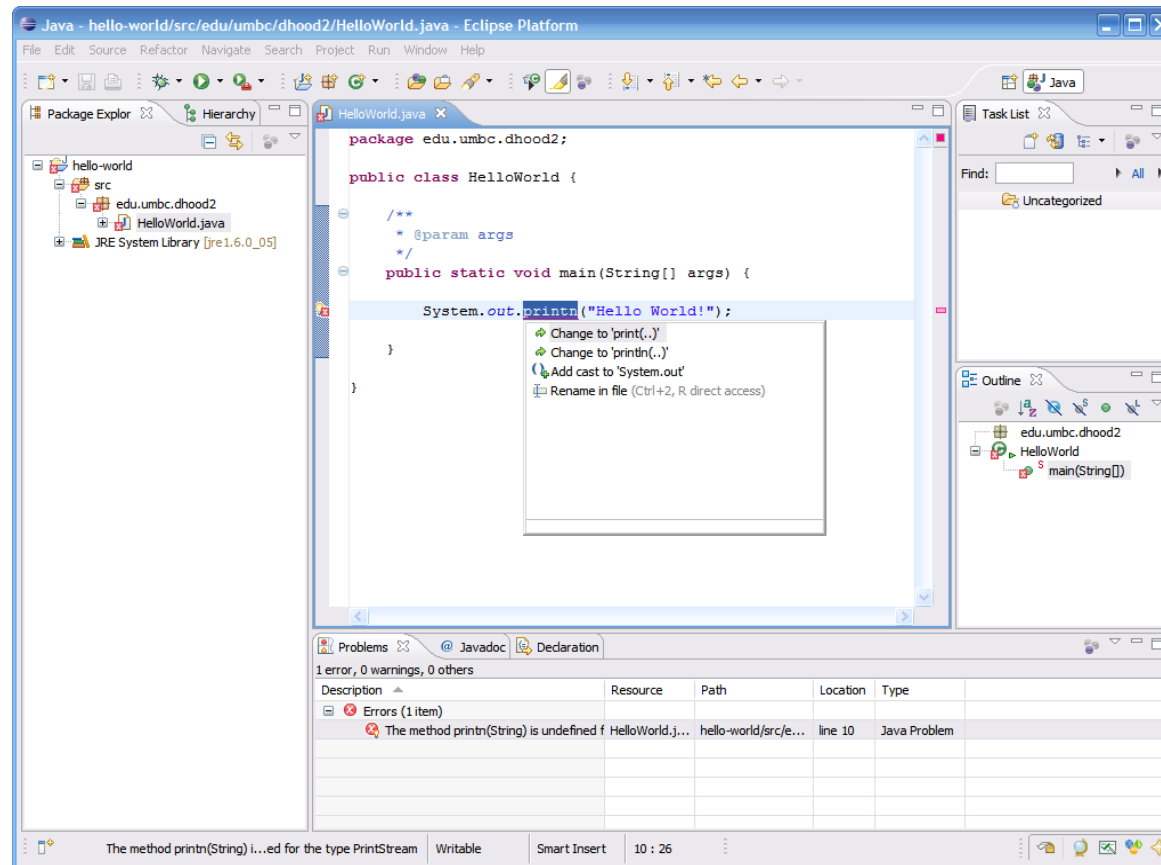 Java - hello-world/src/edu/umbc/dhood2/HelloWorld.java - Eclipse Platform
File Edit Source Refactor Navigate Search Project Run Window Help
Java
Package Explor
Hierarchy
hello-world
src
edu.umbc.dhood2
HelloWorld.java
JRE System Library [jre1.6.0_05]
HelloWorld.java
package edu.umbc.dhood2;
public class HelloWorld {
/**
* @param args
*/
public static void main(String[] args) {
System.out.printn("Hello World!");
}
}
Change to 'print(..)'
Change to 'println(..)'
Add cast to 'System.out'
Rename in file (Ctrl+2, R direct access)
Task List
Find:
All
Uncategorized
Outline
edu.umbc.dhood2
HelloWorld
S main(String[])
Problems
@ Javadoc
Declaration
1 error, 0 warnings, 0 others
Description Resource Path Location Type
Errors (1 item)
The method printn(String) is undefined f HelloWorld.j... hello-world/src/e... line 10 Java Problem
The method printn(String) i...ed for the type PrintStream Writable Smart Insert 10 : 26